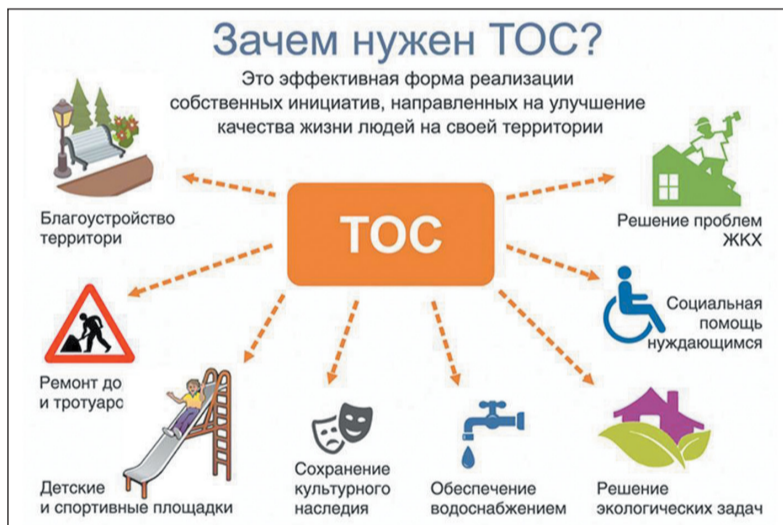 Зачем нужен ТОС?
Это эффективная форма реализации
собственных инициатив, направленных на улучшение
качества жизни людей на своей территории
ТОС
Благоустройство
территори
Решение проблем
ЖКХ
Социальная
помощь
нуждающимся
Ремонт до
и тротуарс
Детские
и спортивные площадки
Сохранение
культурного
наследия
Обеспечение
водоснабжением
Решение
экологических задач